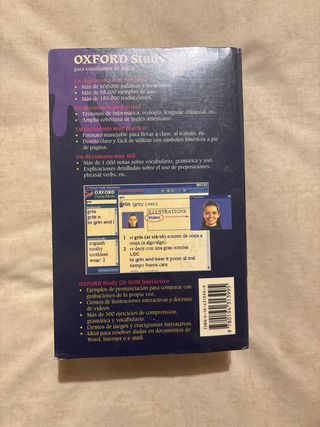 OXFORD Study
para estudiantes de inglés
Un diccionario muy completo
• Más de 100.000 palabras y locuciones.
• Más de 58.000 ejemplos de uso.
• Más de 185.000 traducciones.
Un diccionario muy actual
• Términos de informática, ecología, lenguaje coloquial, etc.
• Amplia cobertura de inglés americano.
Un diccionario muy práctico
• Formato manejable para llevar a clase, al trabajo, etc.
• Diseño claro y fácil de utilizar con símbolos fonéticos a pie
de página.
Un diccionario muy útil
• Más de 1.000 notas sobre vocabulario, gramática y uso.
• Explicaciones detalladas sobre el uso de preposiciones,
phrasal verbs, etc.
OXFORD
Study Menu
grin
grin
to grin and
roguish
toothy
toothless
wear
grin /grɪn/
ILLUSTRATIONS
Video
vi grin (at sth/sb) sonreír de oreja a
(a algo/algn)
vt decir con una gran sonrisa
LOC
to grin and bear it poner al mal
tiempo buena cara
OXFORD Study CD-ROM Interactivo
• Ejemplos de pronunciación para comparar con
grabaciones de la propia voz.
• Cientos de ilustraciones interactivas y docenas
de vídeos.
• Más de 500 ejercicios de comprensión,
gramática y vocabulario.
• Cientos de juegos y crucigramas interactivos.
• Ideal para resolver dudas en documentos de
Word, Internet o e-mail.